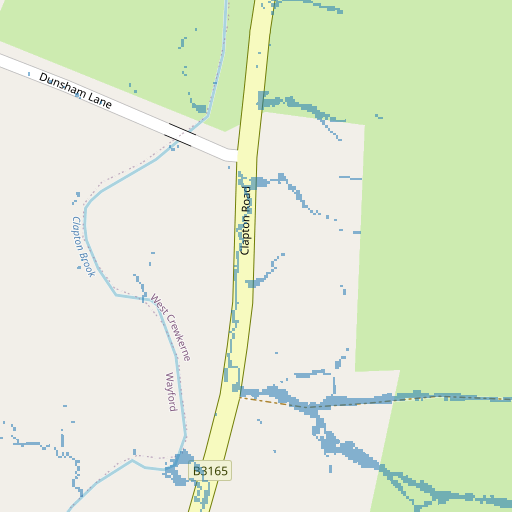 Dunsham Lane
Clapton Road
Clapton Brook
West Crewkerne
Wayford
B3165